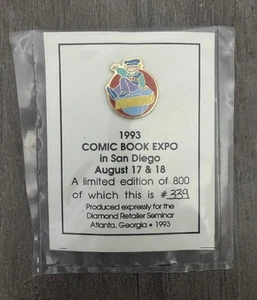 1993
COMIC BOOK EXPO
in San Diego
August 17 & 18
A limited edition of 800
of which this is #339
Produced expressly for the
Diamond Retailer Seminar
Atlanta, Georgia • 1993